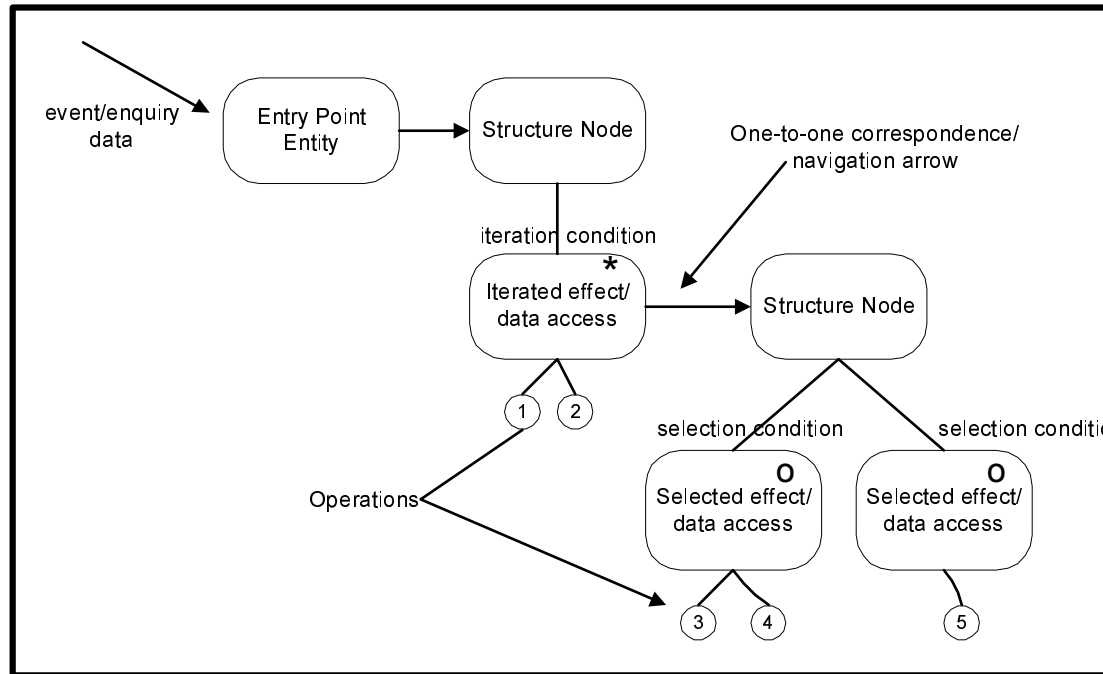 event/enquiry
data
Entry Point
Entity
Structure Node
One-to-one correspondence/
navigation arrow
iteration condition
*
Iterated effect/
data access
Structure Node
1
2
selection condition
selection conditio
Operations
O
Selected effect/
data access
O
Selected effect/
data access
3
4
5